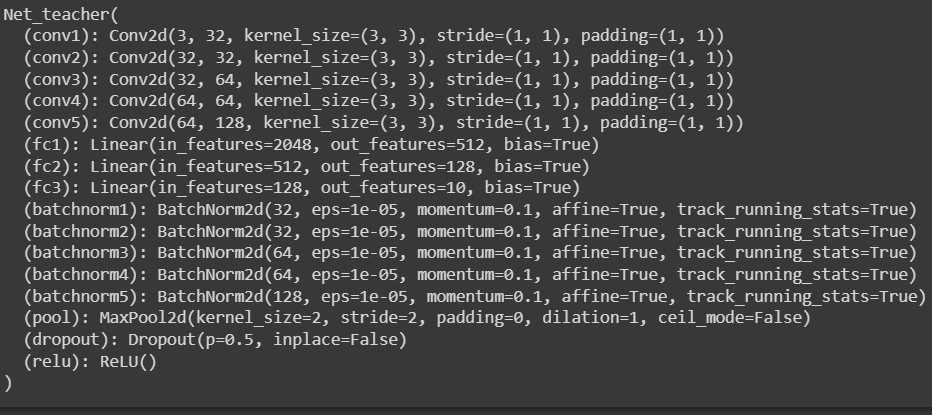 Net_teacher(
  (conv1): Conv2d(3, 32, kernel_size=(3, 3), stride=(1, 1), padding=(1, 1))
  (conv2): Conv2d(32, 32, kernel_size=(3, 3), stride=(1, 1), padding=(1, 1))
  (conv3): Conv2d(32, 64, kernel_size=(3, 3), stride=(1, 1), padding=(1, 1))
  (conv4): Conv2d(64, 64, kernel_size=(3, 3), stride=(1, 1), padding=(1, 1))
  (conv5): Conv2d(64, 128, kernel_size=(3, 3), stride=(1, 1), padding=(1, 1))
  (fc1): Linear(in_features=2048, out_features=512, bias=True)
  (fc2): Linear(in_features=512, out_features=128, bias=True)
  (fc3): Linear(in_features=128, out_features=10, bias=True)
  (batchnorm1): BatchNorm2d(32, eps=1e-05, momentum=0.1, affine=True, track_running_stats=True)
  (batchnorm2): BatchNorm2d(32, eps=1e-05, momentum=0.1, affine=True, track_running_stats=True)
  (batchnorm3): BatchNorm2d(64, eps=1e-05, momentum=0.1, affine=True, track_running_stats=True)
  (batchnorm4): BatchNorm2d(64, eps=1e-05, momentum=0.1, affine=True, track_running_stats=True)
  (batchnorm5): BatchNorm2d(128, eps=1e-05, momentum=0.1, affine=True, track_running_stats=True)
  (pool): MaxPool2d(kernel_size=2, stride=2, padding=0, dilation=1, ceil_mode=False)
  (dropout): Dropout(p=0.5, inplace=False)
  (relu): ReLU()
)